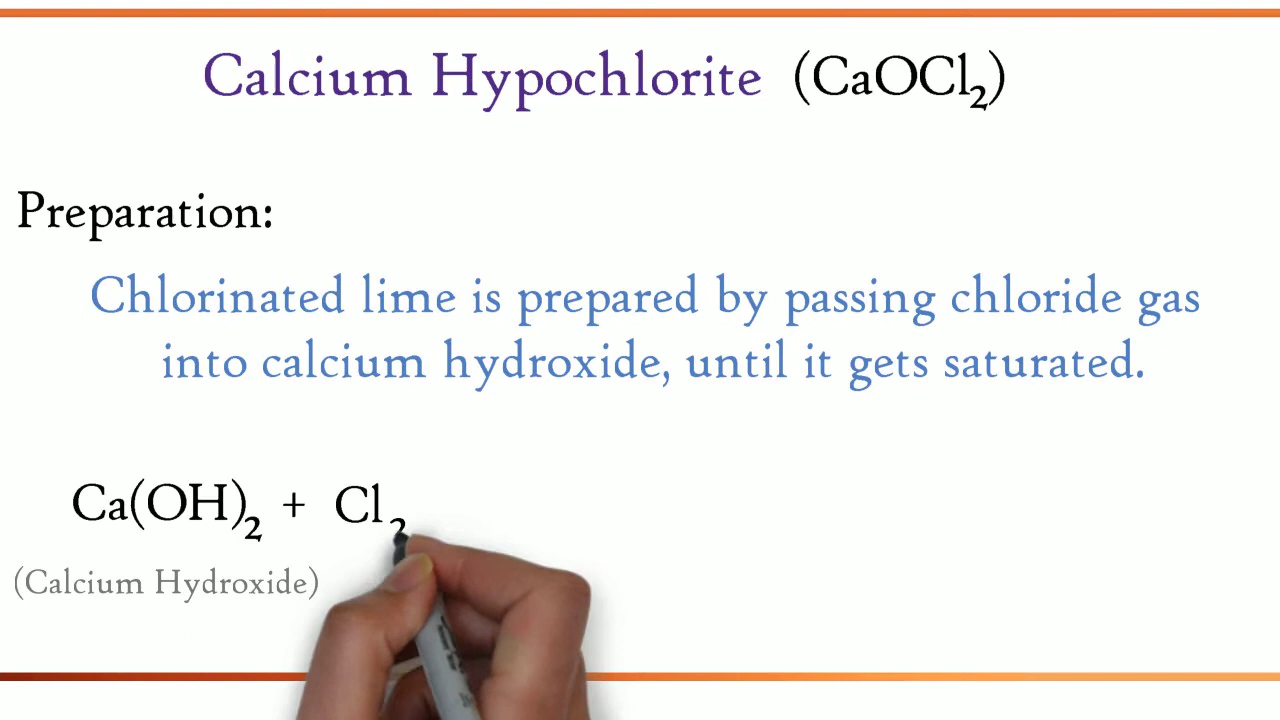 Calcium Hypochlorite (CaOCl₂)
Preparation:
Chlorinated lime is prepared by passing chloride gas
into calcium hydroxide, until it gets saturated.
Ca(OH)₂ + Cl₂
(Calcium Hydroxide)